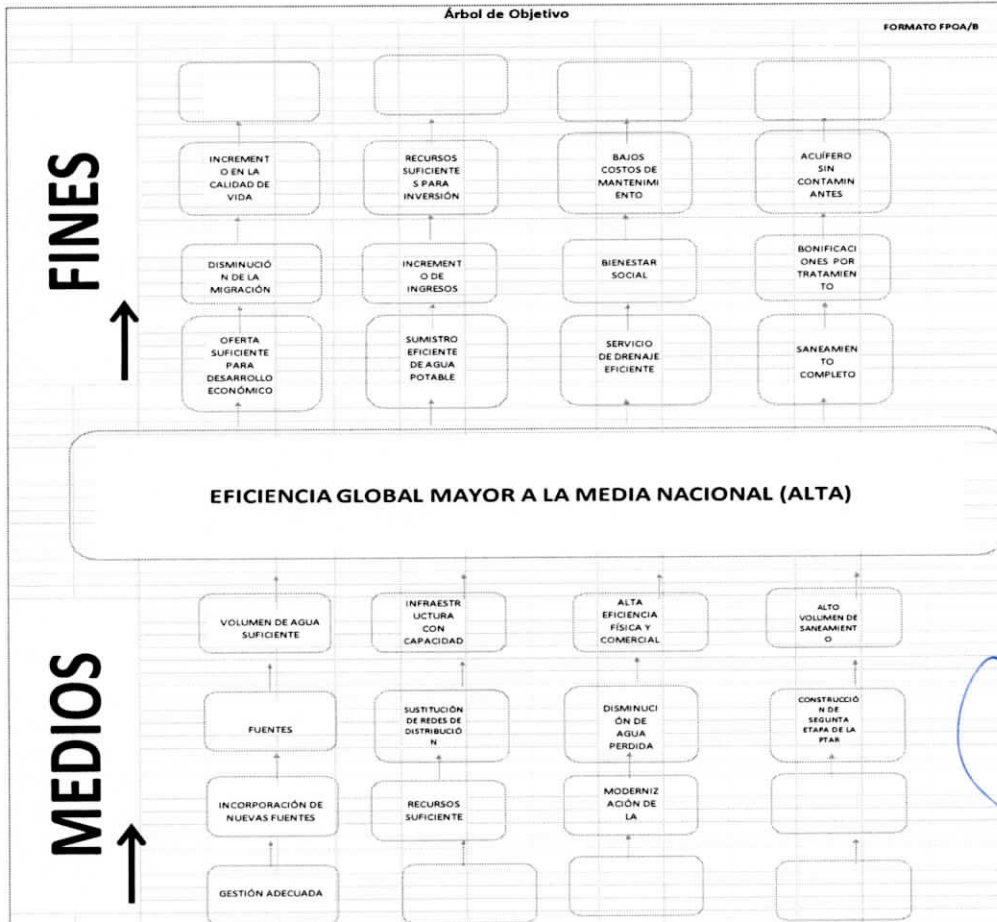 Árbol de Objetivo
FORMATO FPOA/B
FINES
INCREMENT
O EN LA
CALIDAD DE
VIDA
RECURSOS
SUFICIENTE
S PARA
INVERSIÓN
BAJOS
COSTOS DE
MANTENIMI
ENTO
ACUÍFERO
SIN
CONTAMIN
ANTES
DISMINUCIÓ
N DE LA
MIGRACIÓN
INCREMEN
TO DE
INGRESOS
BIENESTAR
SOCIAL
BONIFICACI
ONES POR
TRATAMIE
NTO
OFERTA
SUFICIENTE
PARA
DESARROLLO
ECONÓMICO
SUMISTRO
EFICIENTE
DE AGUA
POTABLE
SERVICIO
DE DRENAJE
EFICIENTE
SANEAMIE
NTO
COMPLETO
EFICIENCIA GLOBAL MAYOR A LA MEDIA NACIONAL (ALTA)
MEDIOS
VOLUMEN DE AGUA
SUFICIENTE
INFRAESTR
UCTURA
CON
CAPACIDAD
ALTA
EFICIENCIA
FÍSICA Y
COMERCIAL
ALTO
VOLUMEN DE
SANEAMIENT
O
FUENTES
SUSTITUCIÓN
DE REDES DE
DISTRIBUCIÓ
N
DISMINUCI
ÓN DE
AGUA
PERDIDA
CONSTRUCCIÓ
N DE
SEGUNTA
ETAPA DE LA
PTAR
INCORPORACIÓN DE
NUEVAS FUENTES
RECURSOS
SUFICIENTE
MODERNIZ
ACIÓN DE
LA
GESTIÓN ADECUADA